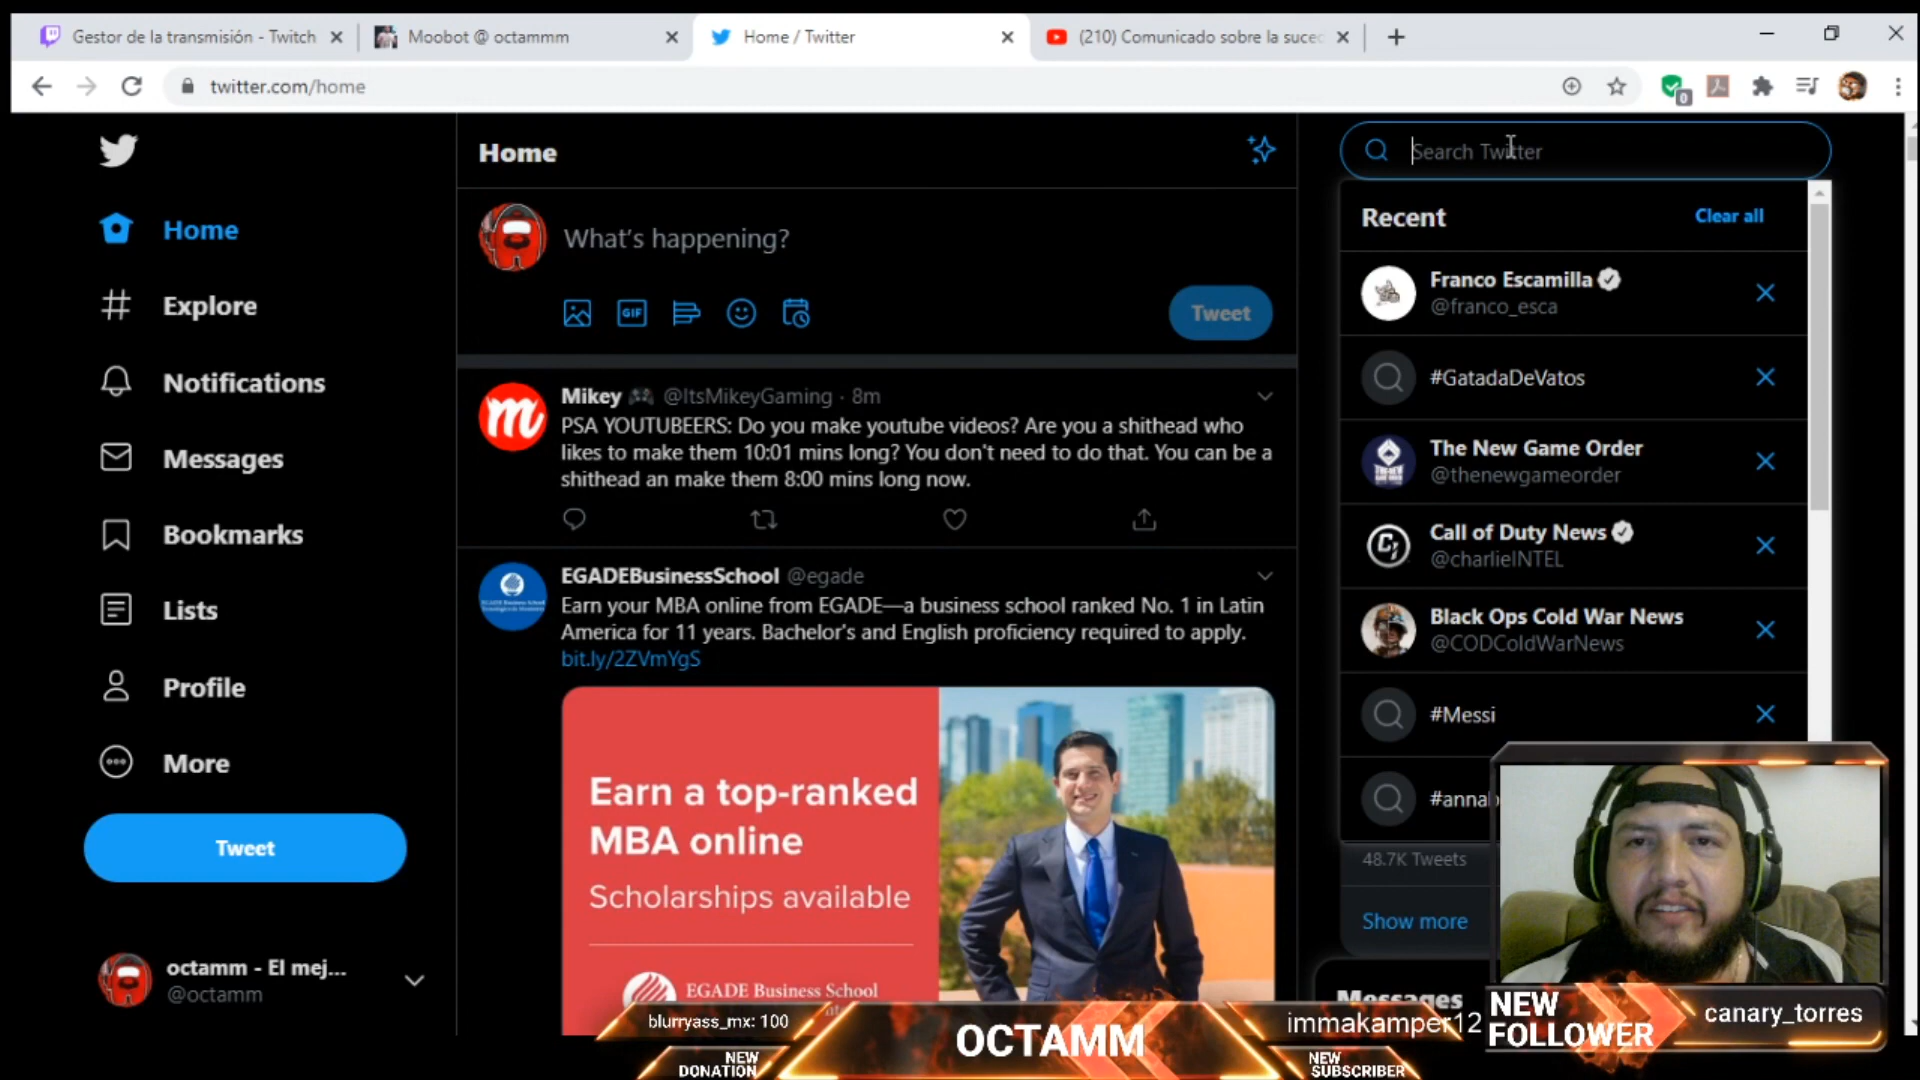 Gestor de la transmisión - Twitch
Moobot @ octammm
Home / Twitter
(210) Comunicado sobre la suce
twitter.com/home
0
Home
Search Twitter
Recent
Clear all
Home
Explore
Notifications
Messages
Bookmarks
Lists
Profile
More
Tweet
octamm - El mej...
@octamm
What's happening?
GIF
Tweet
Mikey 🎮 @ItsMikeyGaming · 8m
PSA YOUTUBEERS: Do you make youtube videos? Are you a shithead who
likes to make them 10:01 mins long? You don't need to do that. You can be a
shithead an make them 8:00 mins long now.
EGADEBusinessSchool @egade
Earn your MBA online from EGADE—a business school ranked No. 1 in Latin
America for 11 years. Bachelor's and English proficiency required to apply.
bit.ly/2ZVmYgS
Earn a top-ranked
MBA online
Scholarships available
EGADE Business School
Franco Escamilla
@franco_esca
#GatadaDeVatos
The New Game Order
@thenewgameorder
Call of Duty News
@charlieINTEL
Black Ops Cold War News
@CODColdWarNews
#Messi
#annab
48.7K Tweets
Show more
Messages
blurryass_mx: 100
NEW
DONATION
OCTAMM
immakamper12
NEW
SUBSCRIBER
NEW
FOLLOWER
canary_torres